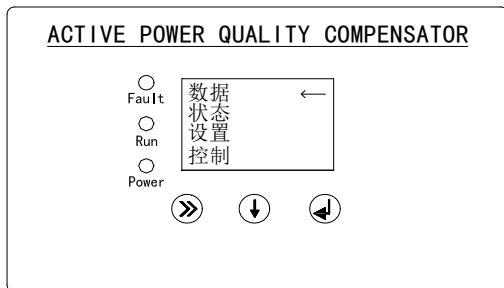 ACTIVE POWER QUALITY COMPENSATOR
Fault
Run
Power
数据 ←
状态
设置
控制